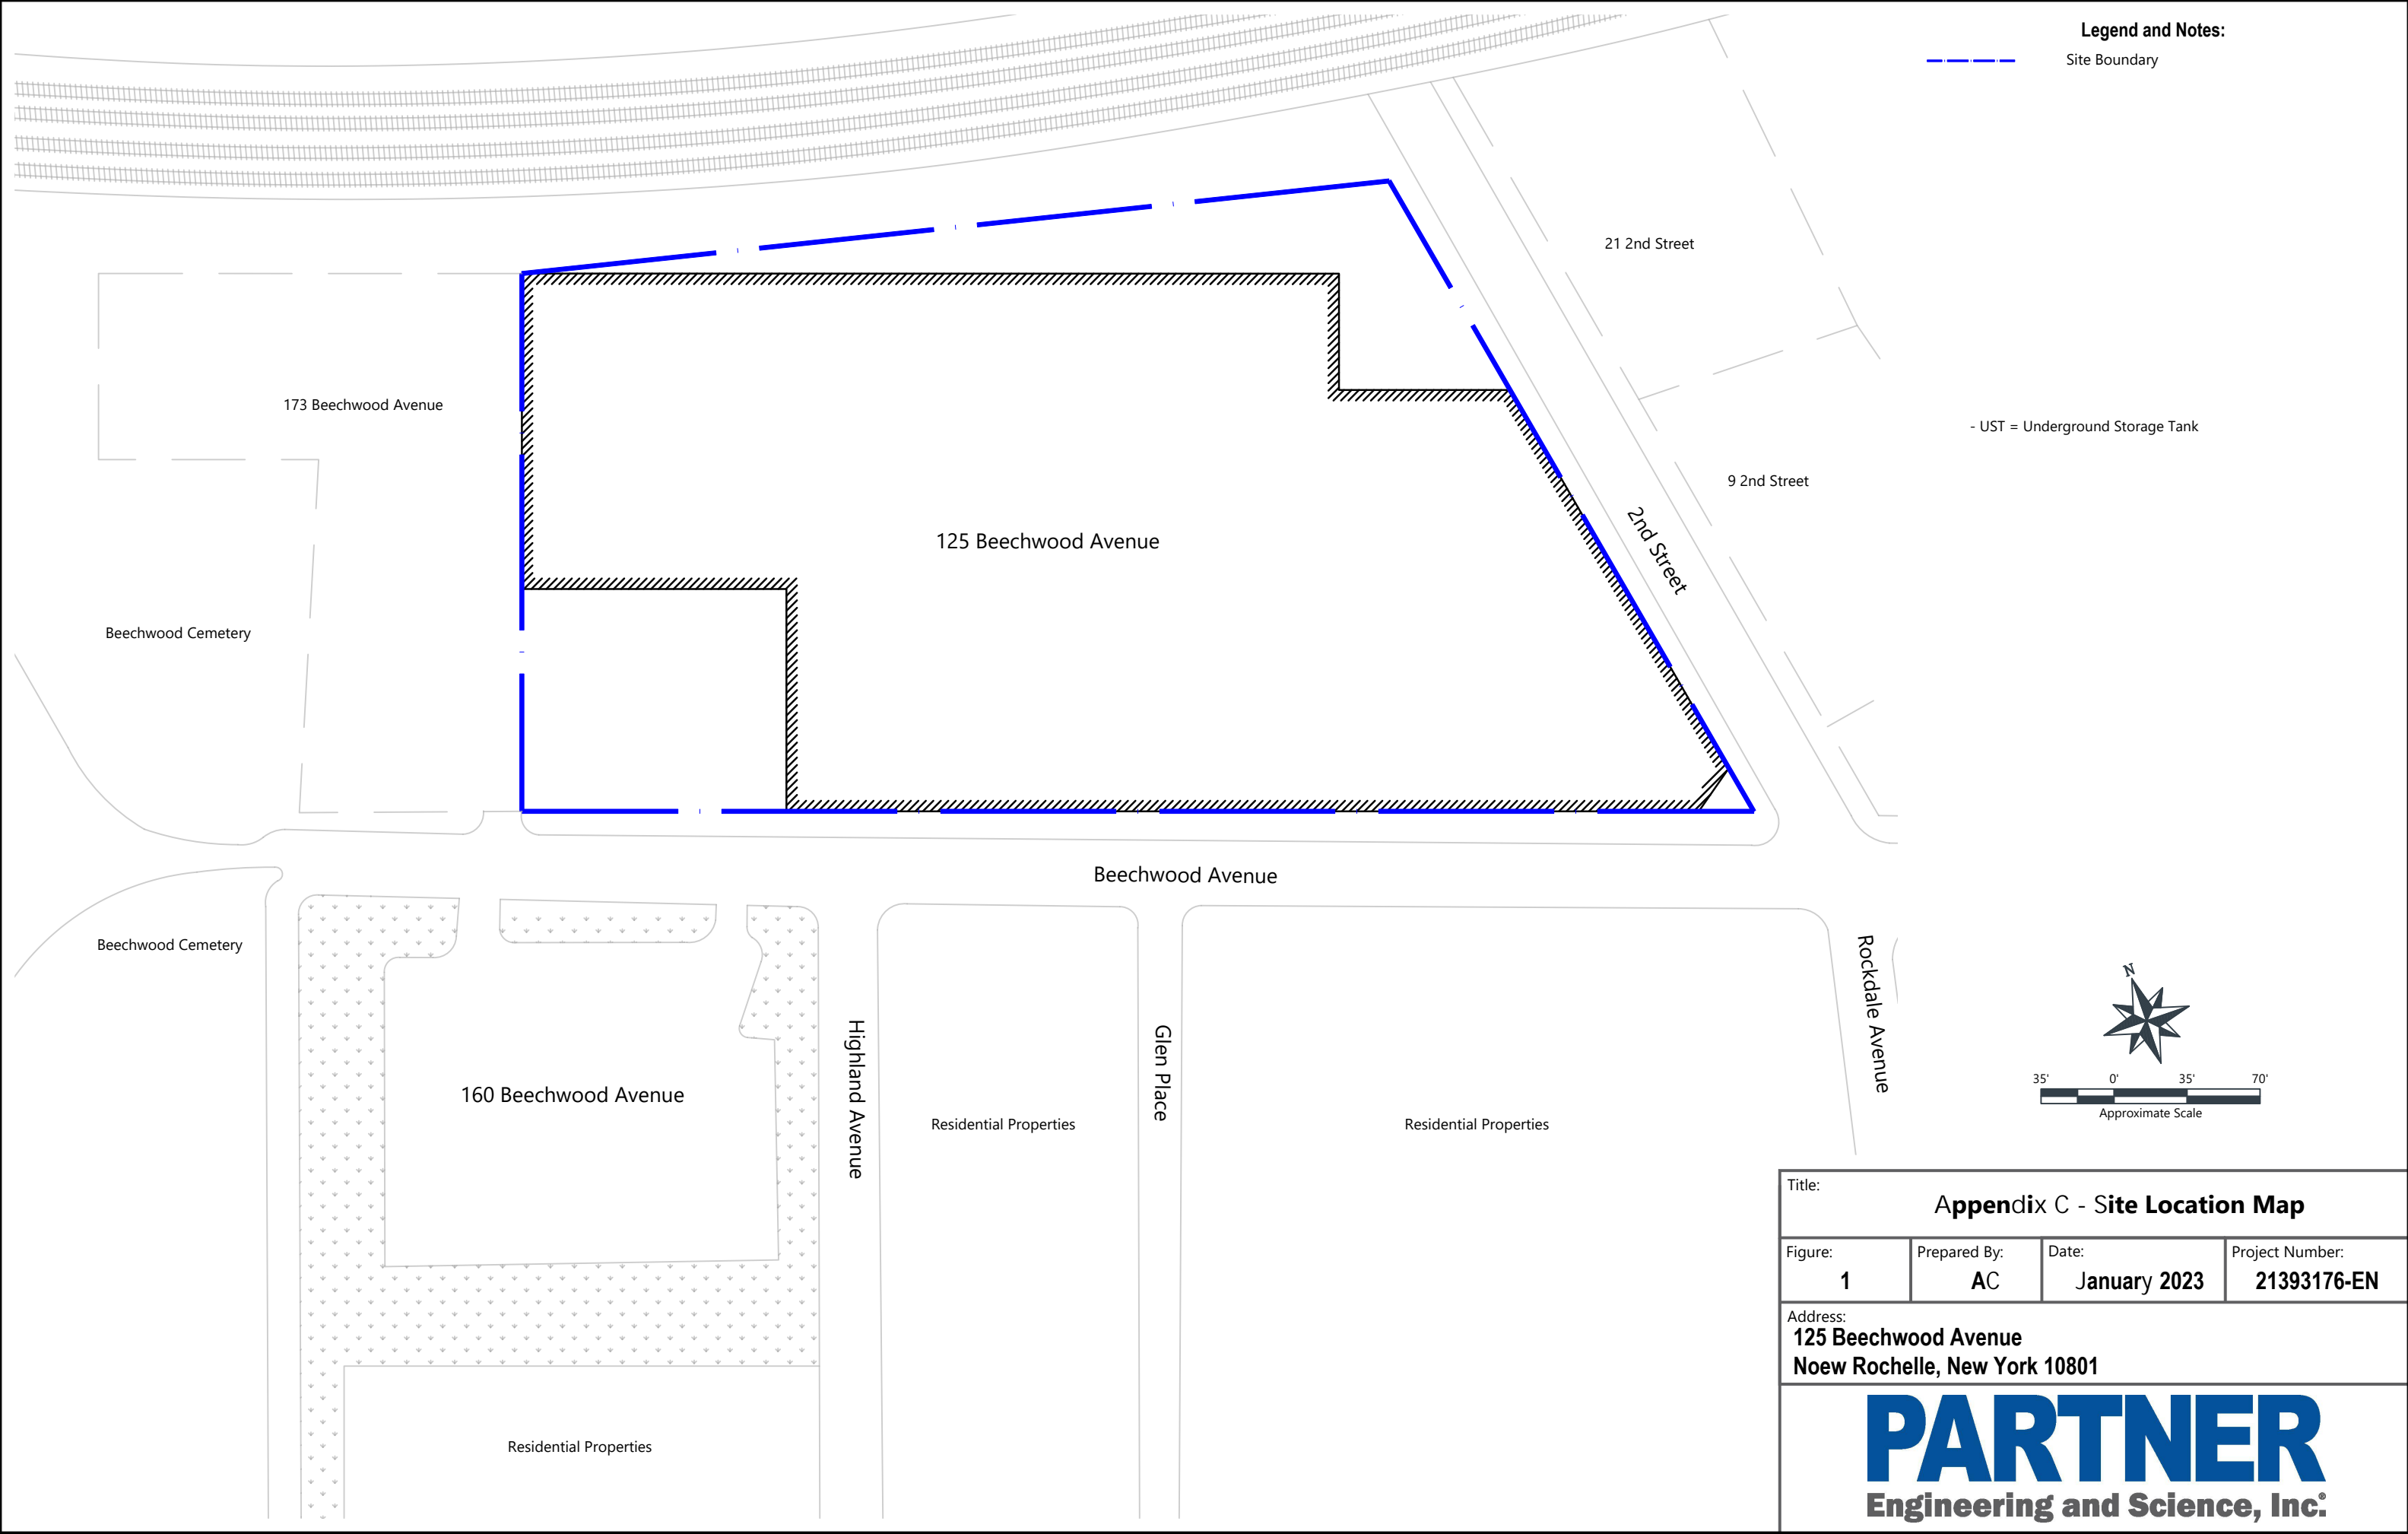 Legend and Notes:
Site Boundary
21 2nd Street
173 Beechwood Avenue
- UST = Underground Storage Tank
9 2nd Street
125 Beechwood Avenue
2nd Street
Beechwood Cemetery
Beechwood Avenue
Beechwood Cemetery
Rockdale Avenue
N
Highland Avenue
Glen Place
35' 0' 35' 70'
Approximate Scale
160 Beechwood Avenue
Residential Properties
Residential Properties
Residential Properties
Title:
Appendix C - Site Location Map
Figure:
1
Prepared By:
AC
Date:
January 2023
Project Number:
21393176-EN
Address:
125 Beechwood Avenue
Noew Rochelle, New York 10801
PARTNER
Engineering and Science, Inc.®